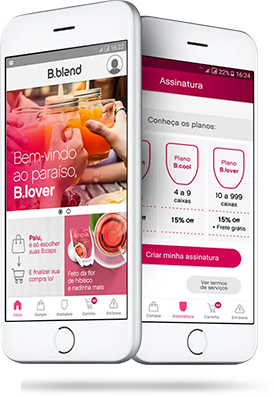 16:22
B.blend
Bem-vindo
ao paraíso,
B.lover
Psiu,
é só escolher
suas B.caps
E finalizar sua
compra \o/
Feito da flor
de hibisco
e nadinha mais
Início
Compre
Assinatura
Carrinho
Em breve
22% 16:24
Assinatura
Conheça os planos:
Plano
B.cool
Plano
B.lover
4 a 9
caixas
10 a 999
caixas
15% Off
15% Off
15% Off
+ Frete grátis
Criar minha assinatura
Ver termos
de serviços
Compre
Assinatura
Carrinho
Em breve